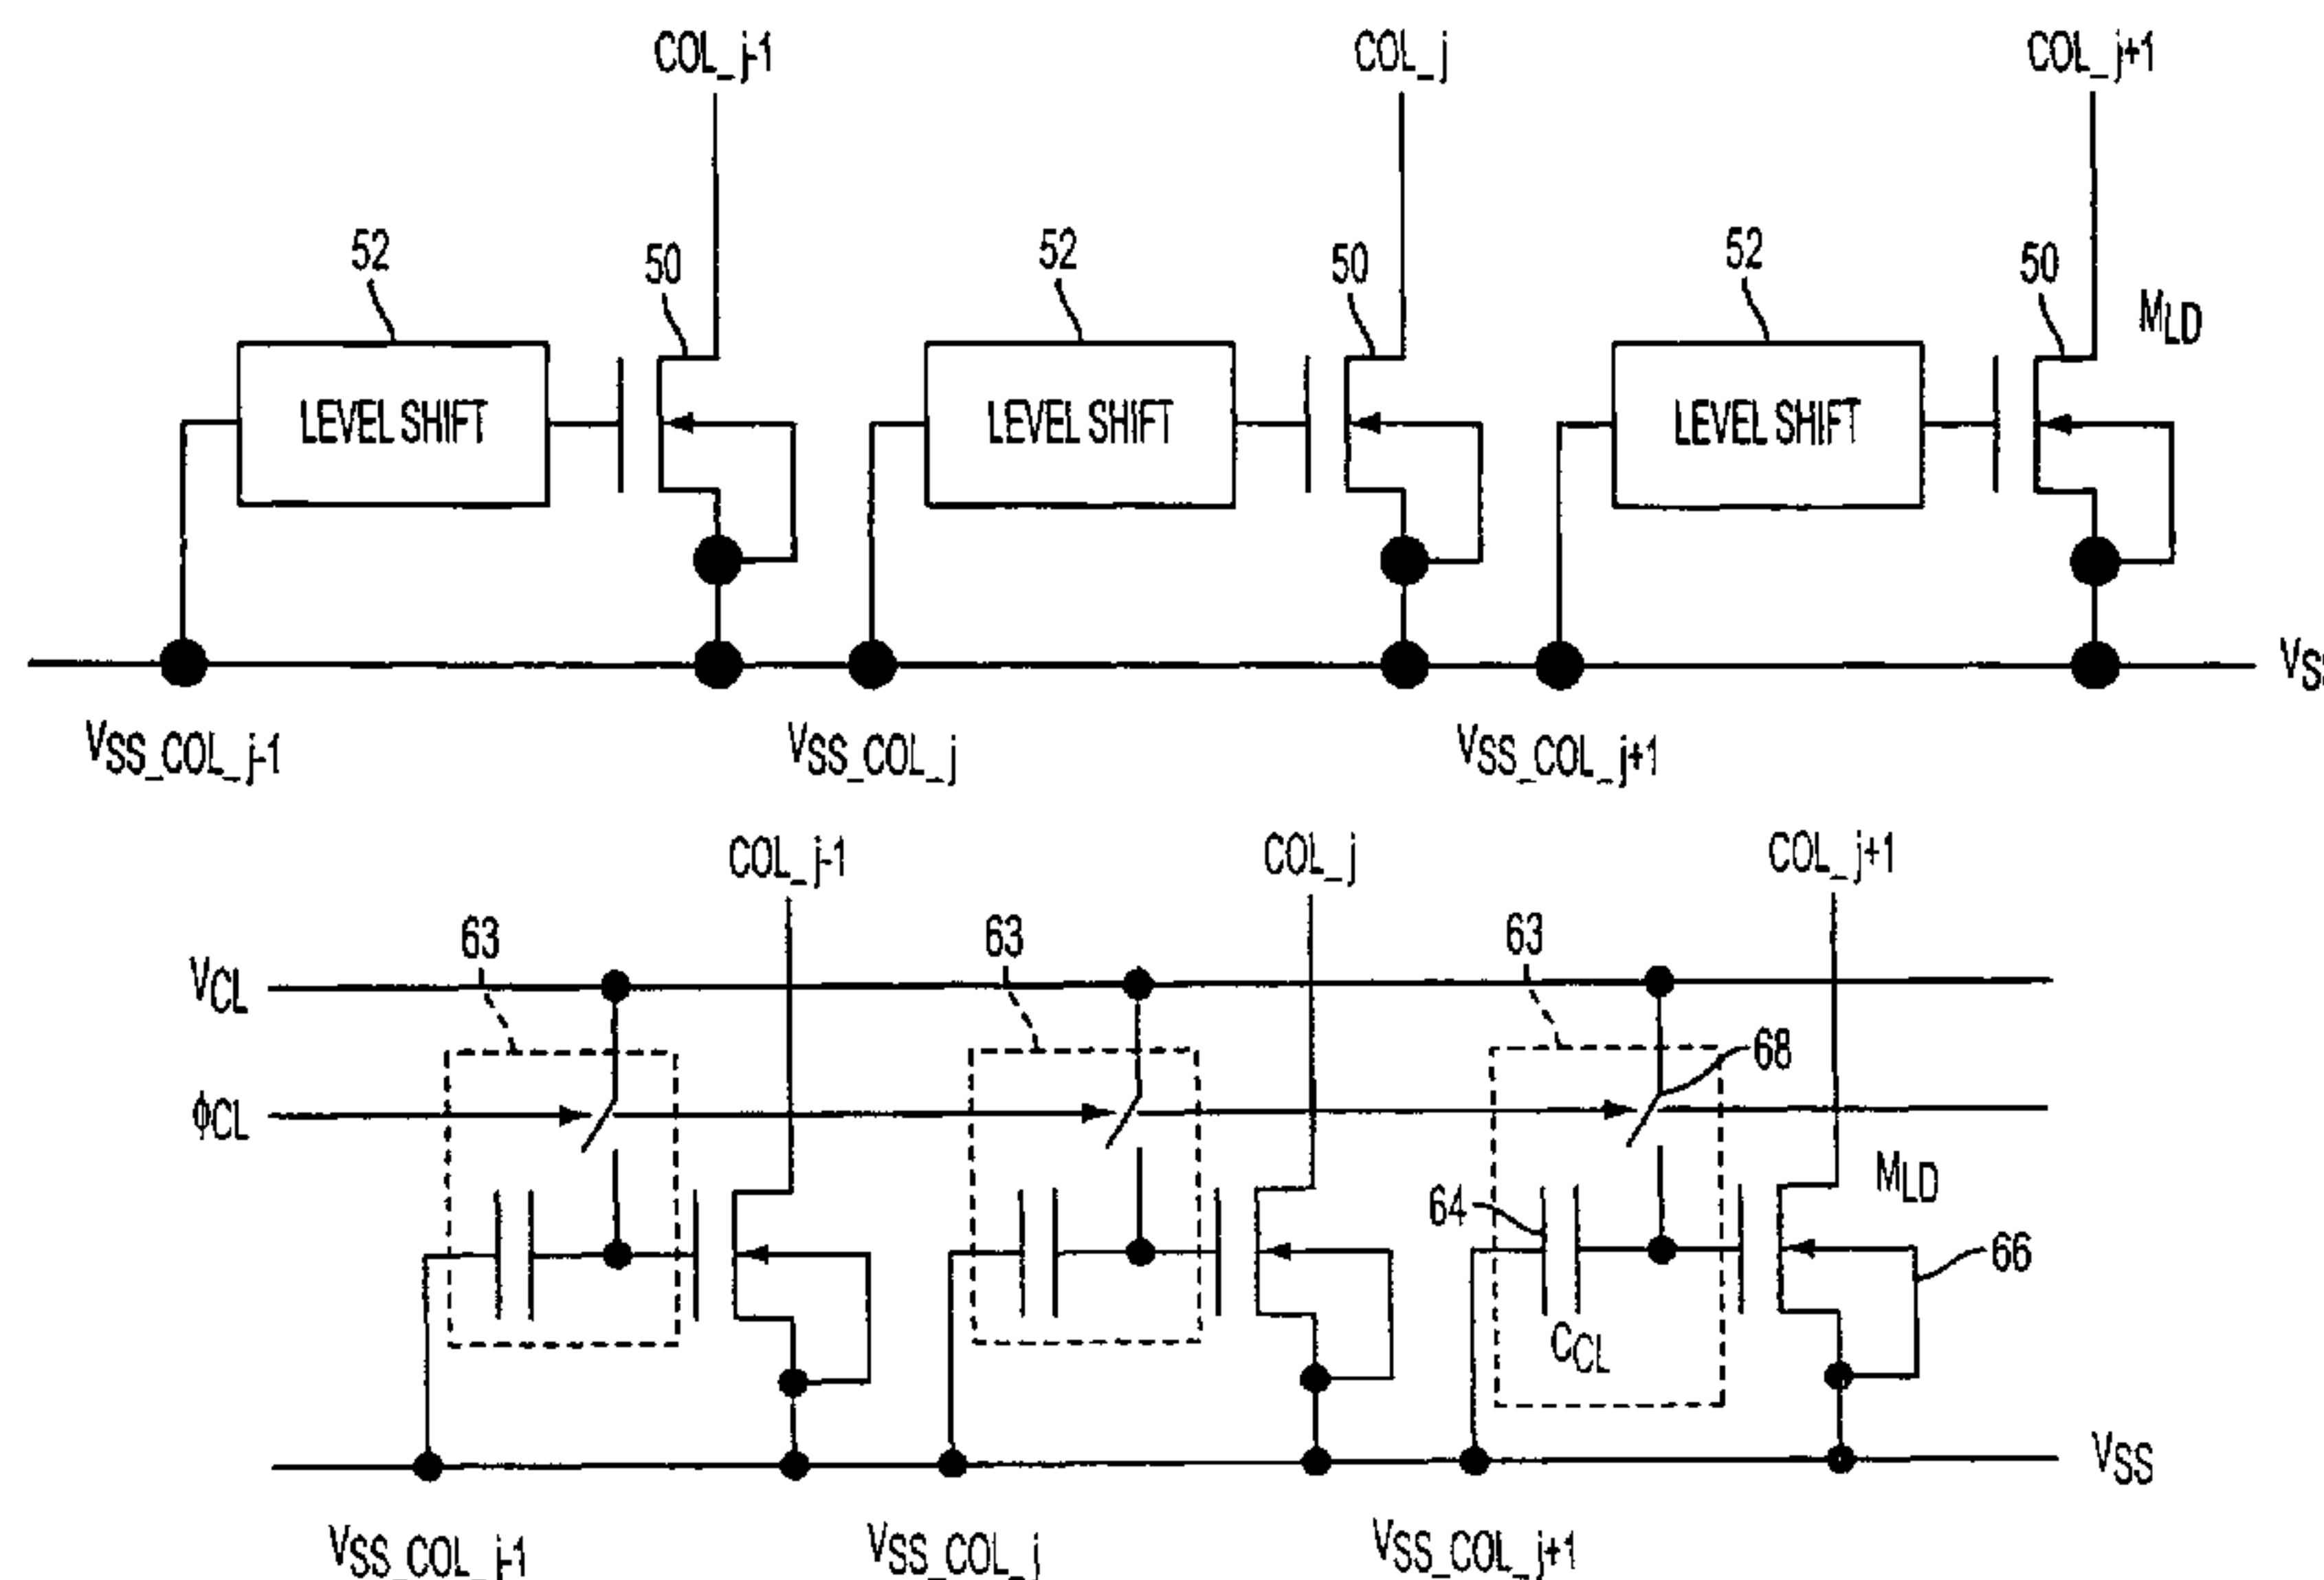 COL_j-1 COL_j COL_j+1
52 50 52 50 52 50 MLD
LEVEL SHIFT LEVEL SHIFT LEVEL SHIFT
VSS_COL_j-1 VSS_COL_j VSS_COL_j+1
COL_j-1 COL_j COL_j+1
63 63 63
VCL
68
ϕCL
MLD
64
66
CCL
VSS
VSS_COL_j-1 VSS_COL_j VSS_COL_j+1